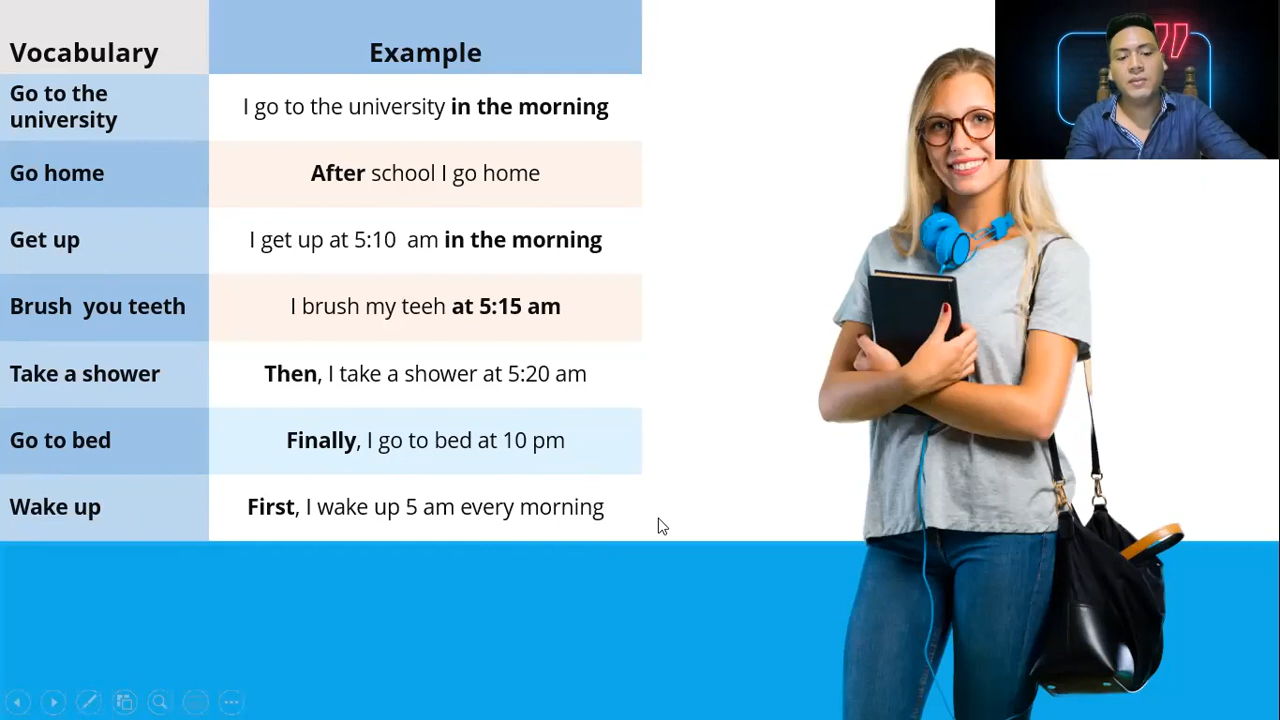 Vocabulary Example
Go to the
university
I go to the university in the morning
Go home After school I go home
Get up I get up at 5:10 am in the morning
Brush you teeth I brush my teeh at 5:15 am
Take a shower Then, I take a shower at 5:20 am
Go to bed Finally, I go to bed at 10 pm
Wake up First, I wake up 5 am every morning